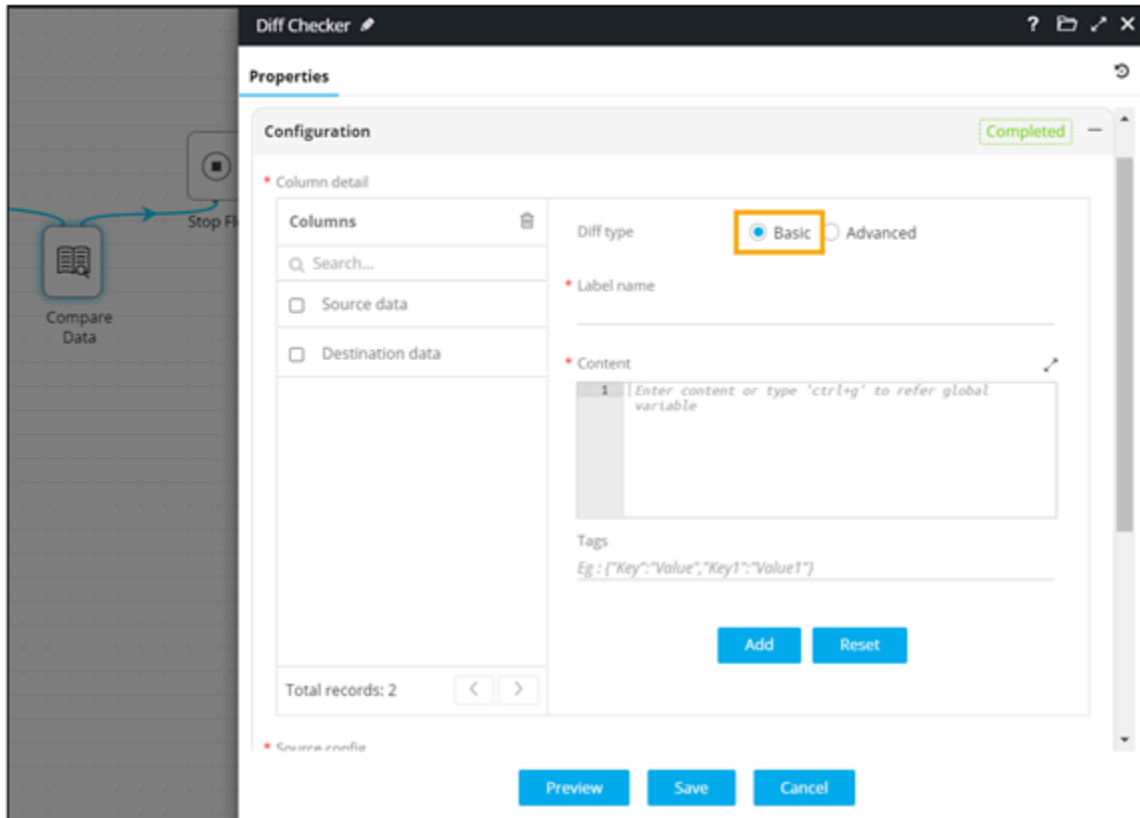 Diff Checker
?
Properties
Configuration
Completed
* Column detail
Columns
Search...
Source data
Destination data
Total records: 2
Diff type
Basic
Advanced
* Label name
* Content
1
Enter content or type 'ctrl+g' to refer global
variable
Tags
Eg : {"Key":"Value","Key1":"Value1"}
Add
Reset
* Source config
Preview
Save
Cancel
Stop Fl
Compare
Data